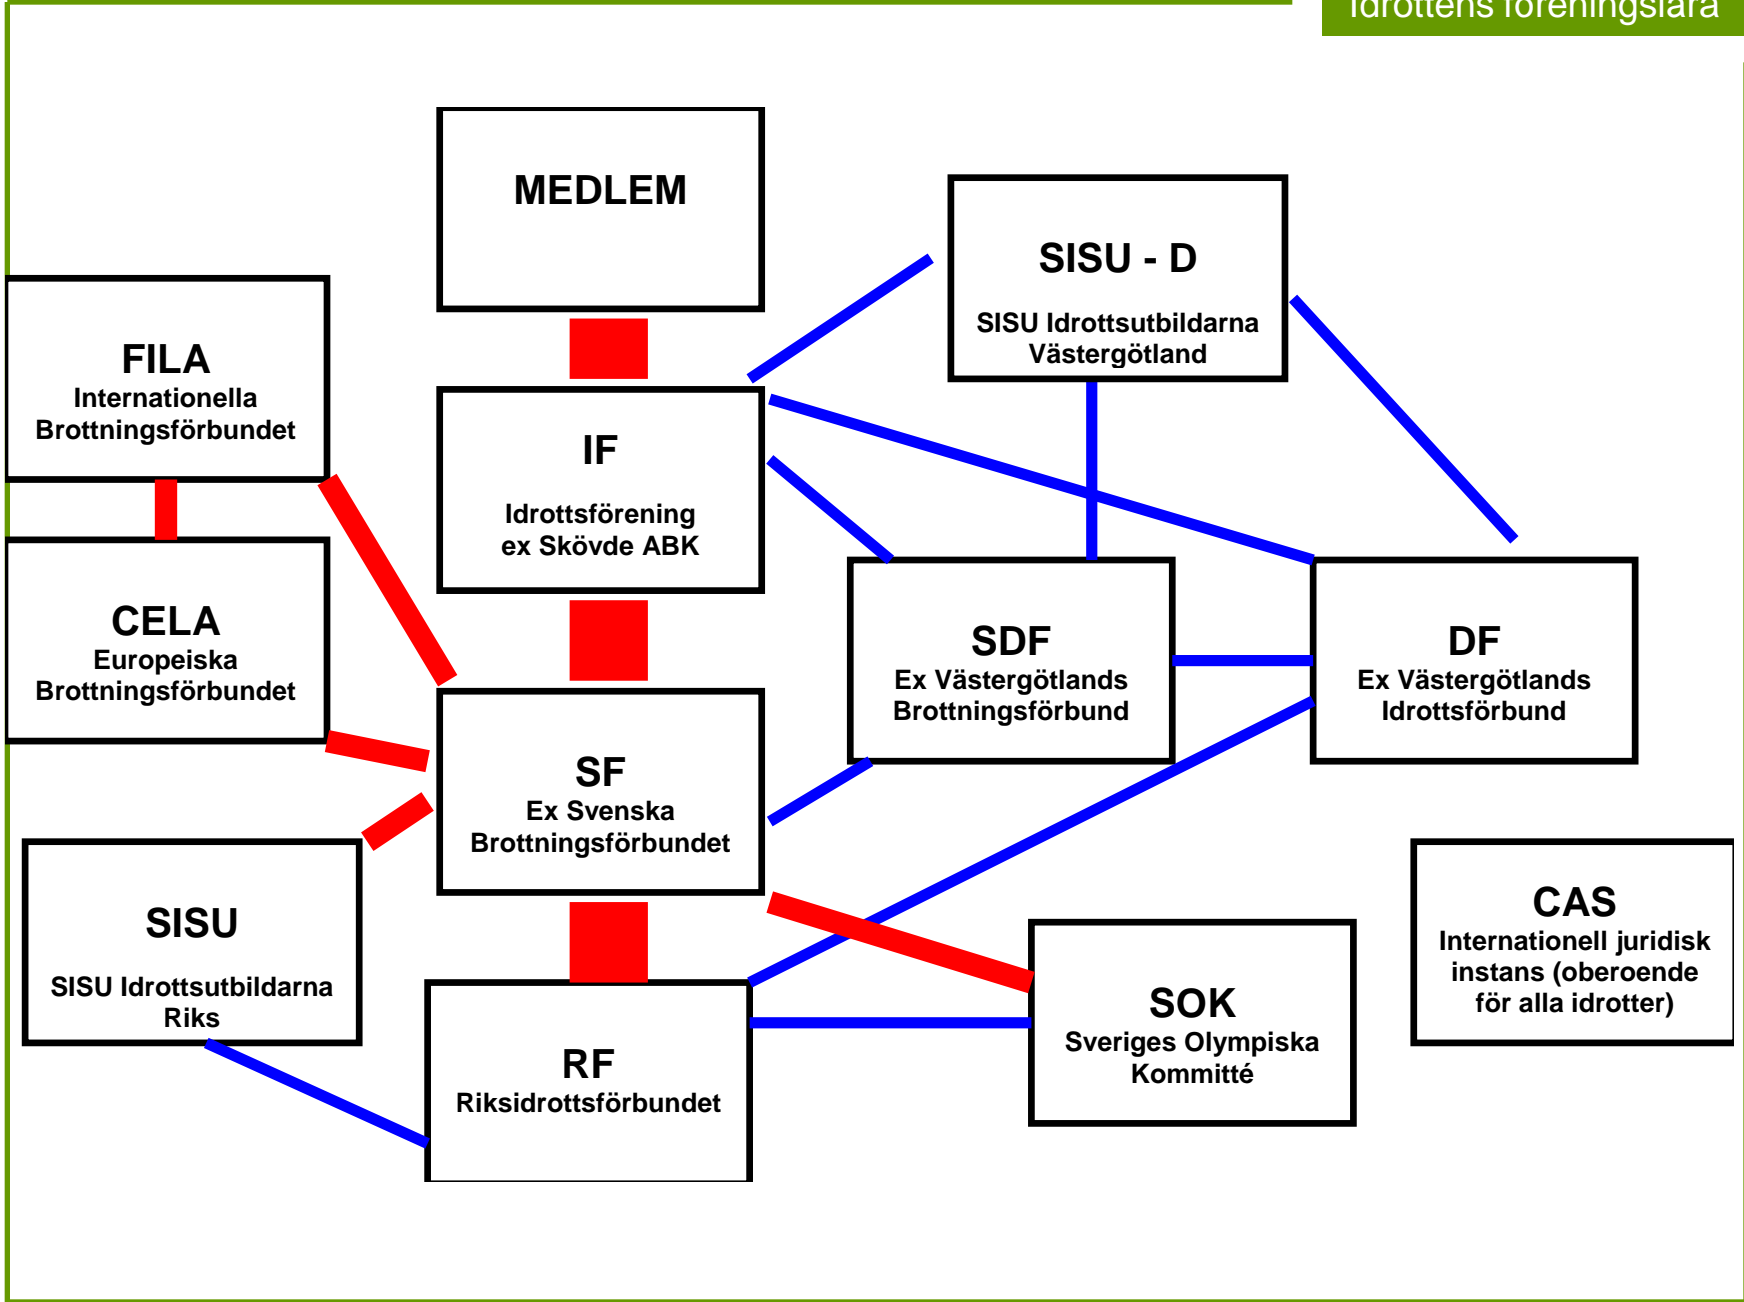 Idrottens föreningslära
MEDLEM
SISU - D
SISU Idrottsutbildarna
Västergötland
FILA
Internationella
Brottningsförbundet
IF
Idrottsförening
ex Skövde ABK
CELA
Europeiska
Brottningsförbundet
SDF
Ex Västergötlands
Brottningsförbund
DF
Ex Västergötlands
Idrottsförbund
SF
Ex Svenska
Brottningsförbundet
SISU
SISU Idrottsutbildarna
Riks
CAS
Internationell juridisk
instans (oberoende
för alla idrotter)
RF
Riksidrottsförbundet
SOK
Sveriges Olympiska
Kommitté